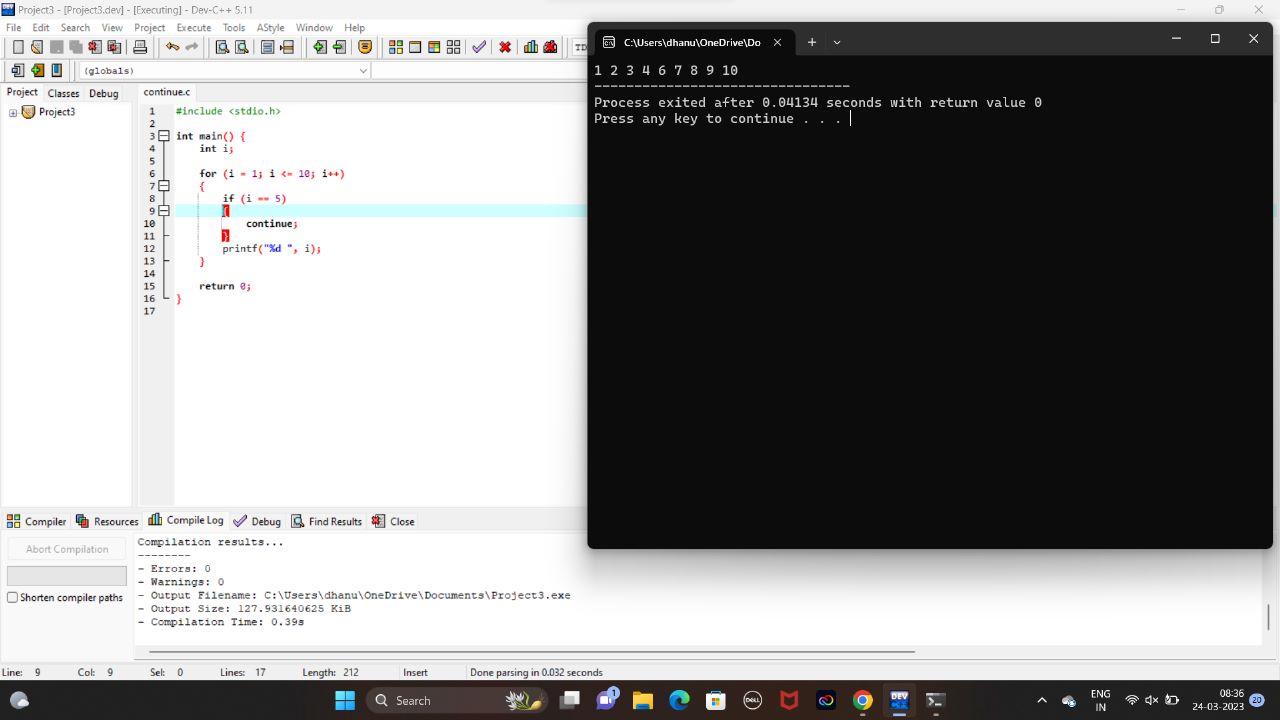 Project3 - [Project3.dev] - [Executing] - Dev-C++ 5.11
File Edit Search View Project Execute Tools AStyle Window Help
TD
(globals)
Project Classes Debug
Project3
continue.c
1 #include <stdio.h>
2
3 int main() {
4 int i;
5
6 for (i = 1; i <= 10; i++)
7 {
8 if (i == 5)
9 {
10 continue;
11 }
12 printf("%d ", i);
13 }
14
15 return 0;
16 }
17
C:\Users\dhanu\OneDrive\Do
1 2 3 4 6 7 8 9 10
--------------------------------
Process exited after 0.04134 seconds with return value 0
Press any key to continue . . .
Compiler Resources Compile Log Debug Find Results Close
Abort Compilation
Shorten compiler paths
Compilation results...
--------
- Errors: 0
- Warnings: 0
- Output Filename: C:\Users\dhanu\OneDrive\Documents\Project3.exe
- Output Size: 127.931640625 KiB
- Compilation Time: 0.39s
Line: 9 Col: 9 Sel: 0 Lines: 17 Length: 212 Insert Done parsing in 0.032 seconds
Search
1
DELL
DEV
ENG
IN
08:36
24-03-2023
20